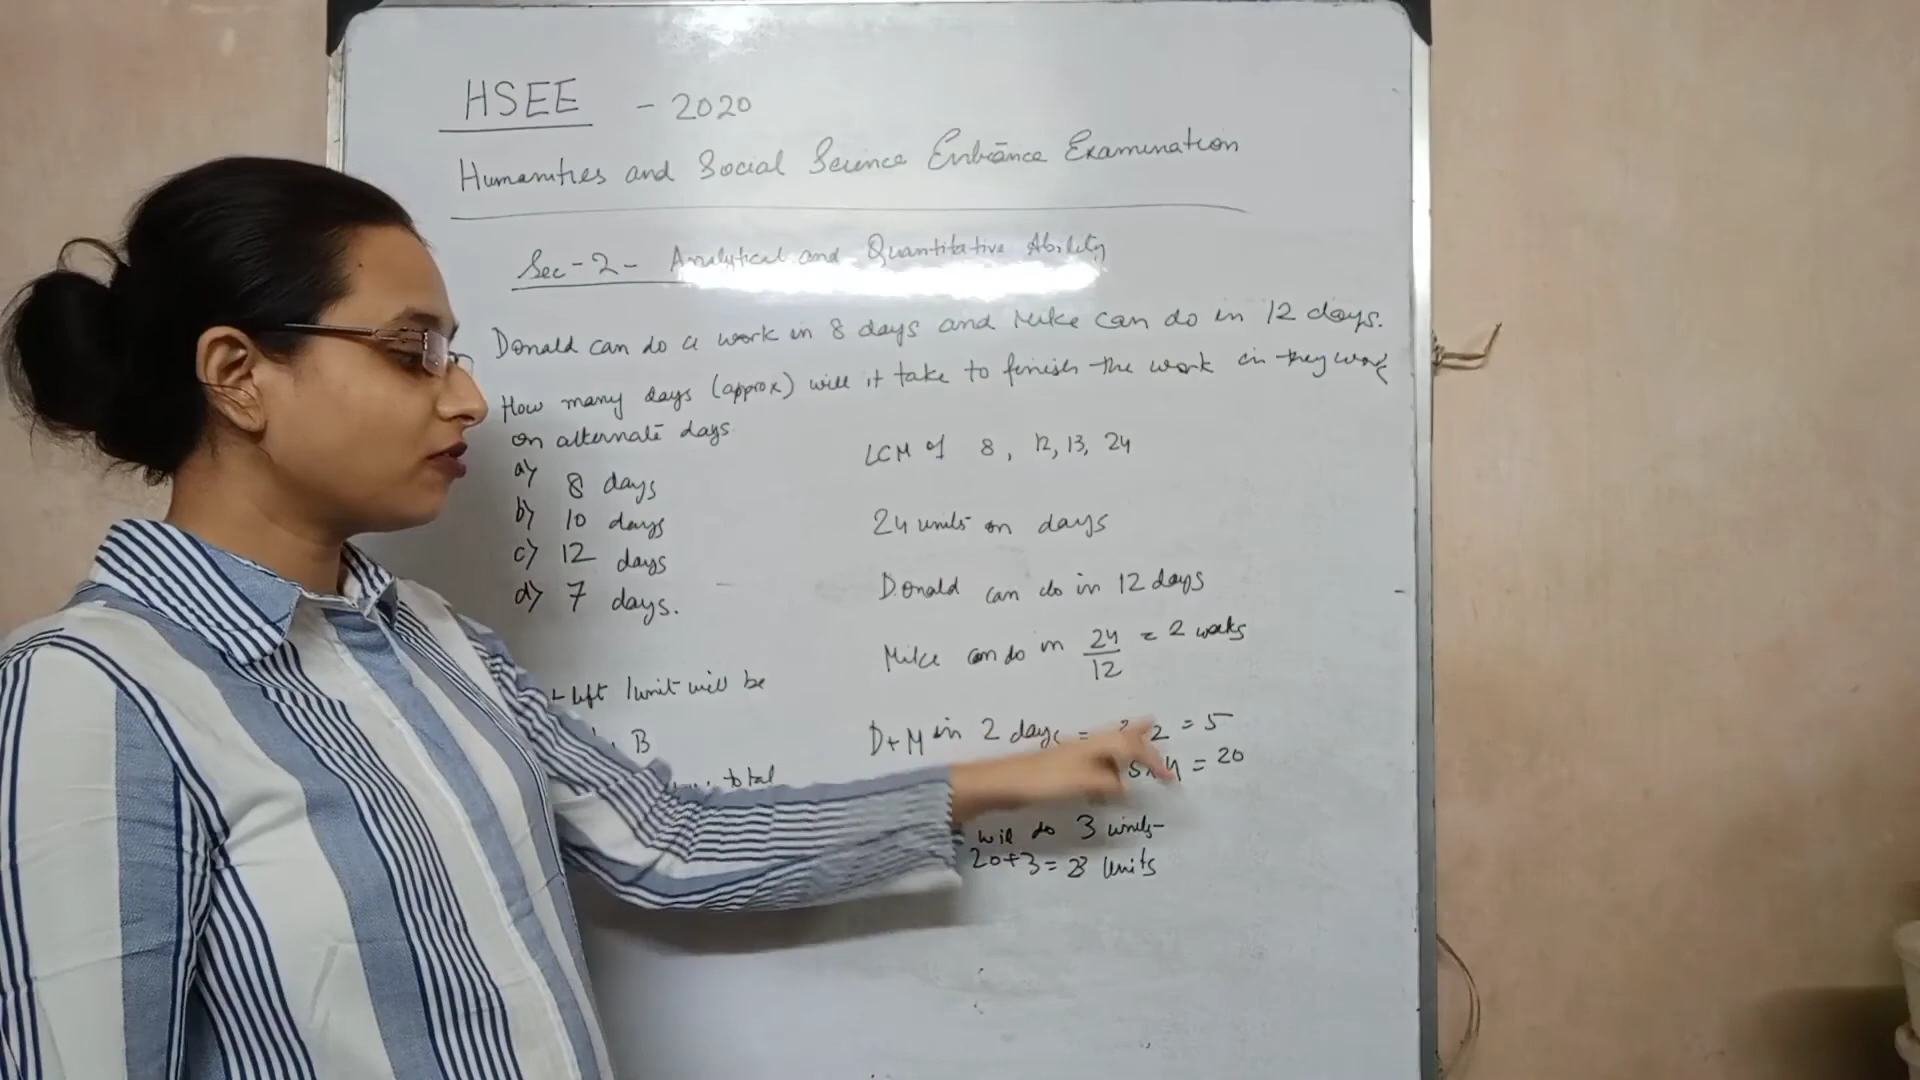 HSEE - 2020
Humanities and Social Science Entrance Examination
Sec-2- Analytical and Quantitative Ability
Donald can do a work in 8 days and Mike can do in 12 days.
How many days (approx) will it take to finish the work in they work
on alternate days
a) 8 days
b) 10 days
c) 12 days
d) 7 days.
left 1 unit will be
B
total
LCM of 8, 12, 13, 24
24 units on days
Donald can do in 12 days
Mike can do in 24/12 = 2 works
D+M in 2 days = 2 = 5
5x4 = 20
will do 3 units
20+3=23 Units